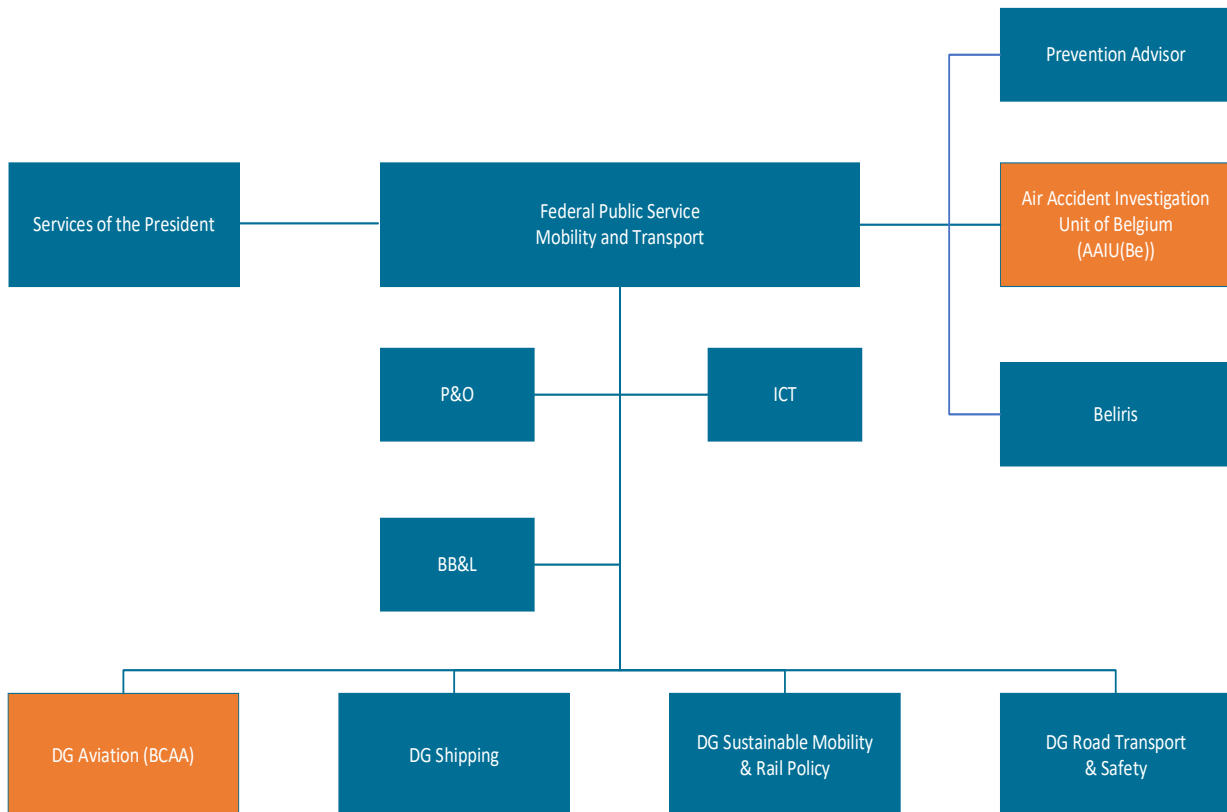 Prevention Advisor
Services of the President
Federal Public Service
Mobility and Transport
Air Accident Investigation
Unit of Belgium
(AAIU(Be))
P&O
ICT
Beliris
BB&L
DG Aviation (BCAA)
DG Shipping
DG Sustainable Mobility
& Rail Policy
DG Road Transport
& Safety